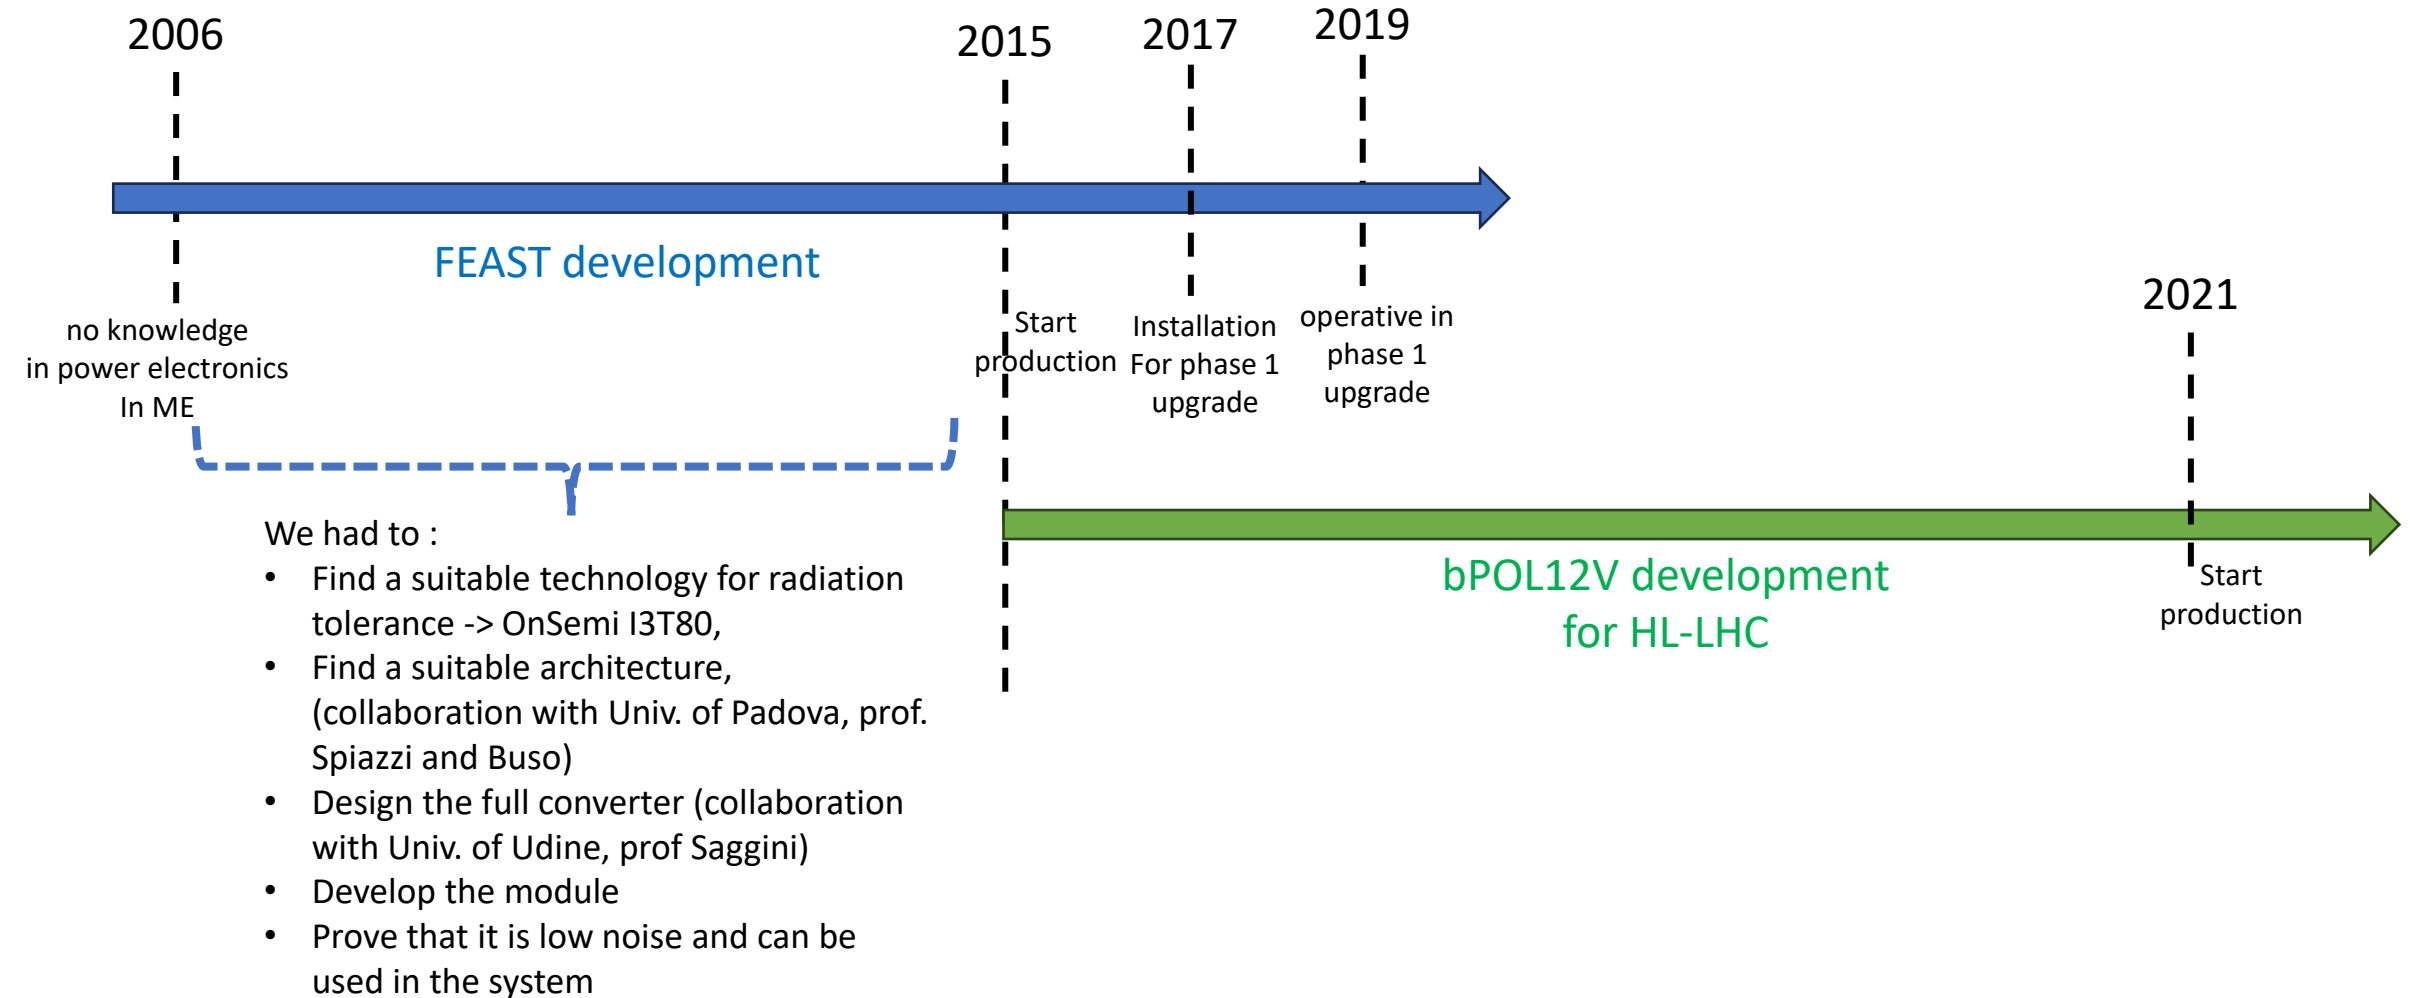 2006
2015
2017
2019
FEAST development
no knowledge
in power electronics
In ME
Start
production
Installation
For phase 1
upgrade
operative in
phase 1
upgrade
2021
We had to :
• Find a suitable technology for radiation
tolerance -> OnSemi I3T80,
• Find a suitable architecture,
(collaboration with Univ. of Padova, prof.
Spiazzi and Buso)
• Design the full converter (collaboration
with Univ. of Udine, prof Saggini)
• Develop the module
• Prove that it is low noise and can be
used in the system
bPOL12V development
for HL-LHC
Start
production